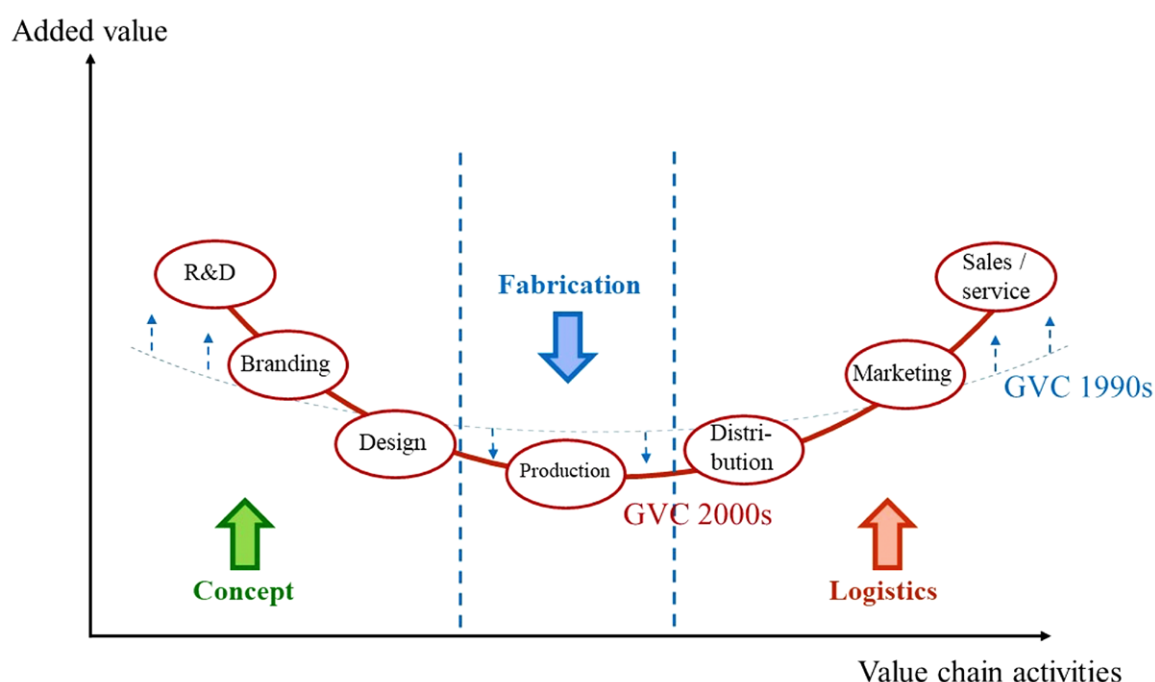 Added value
R&D
Sales /
service
Fabrication
Branding
Marketing
GVC 1990s
Design
Distri-
bution
Production
GVC 2000s
Concept
Logistics
Value chain activities